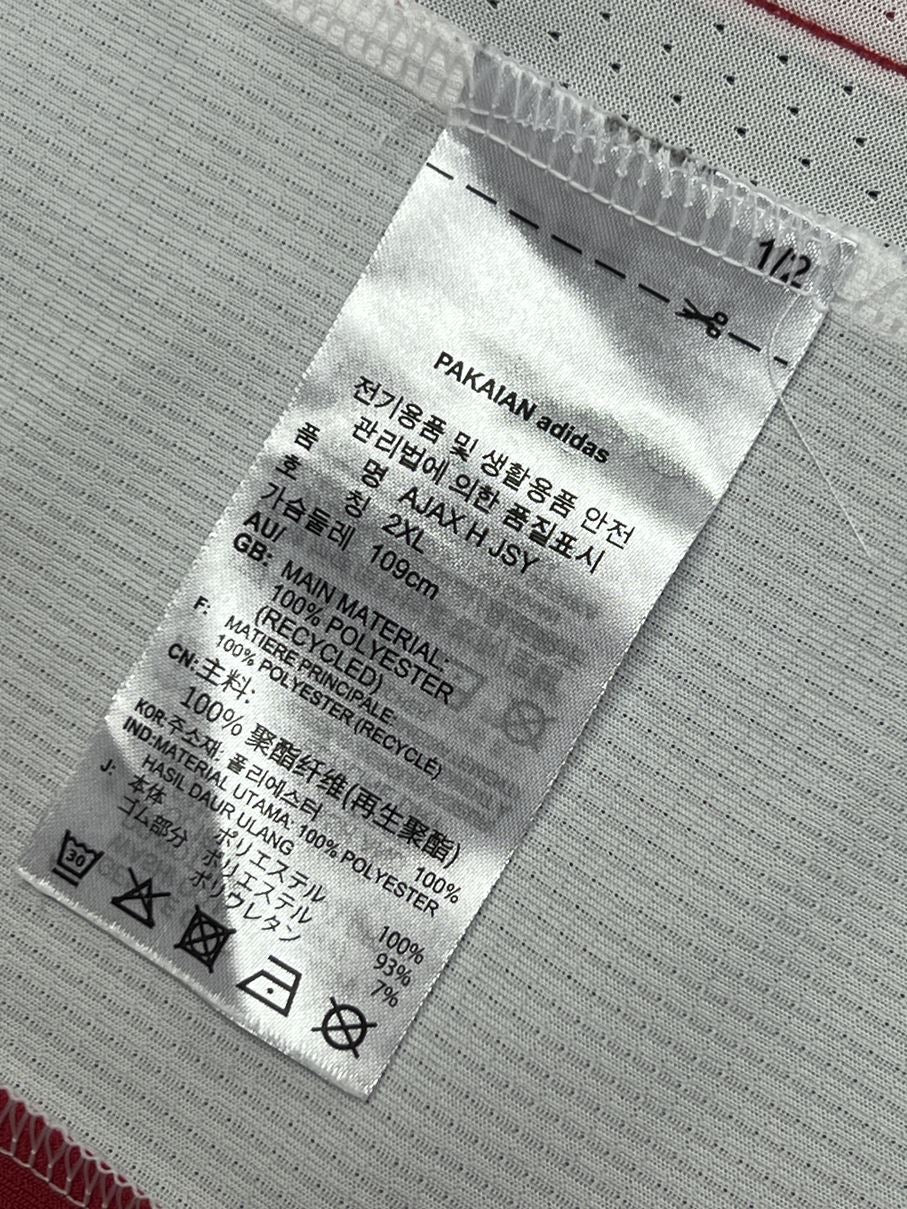 1/2
PAKAIAN adidas
전기용품 및 생활용품 안전
관리법에 의한 품질표시
품 명 AJAX H JSY
호 칭 2XL
가슴둘레 109cm
AU/
GB: MAIN MATERIAL:
100% POLYESTER
(RECYCLED)
F: MATIERE PRINCIPALE:
100% POLYESTER (RECYCLÉ)
CN:主料:
100% 聚酯纤维(再生聚酯)
KOR:주소재 폴리에스터 100%
IND:MATERIAL UTAMA: 100% POLYESTER
HASIL DAUR ULANG
J: 本体 ポリエステル 100%
ゴム部分 ポリエステル 93%
ポリウレタン 7%
30